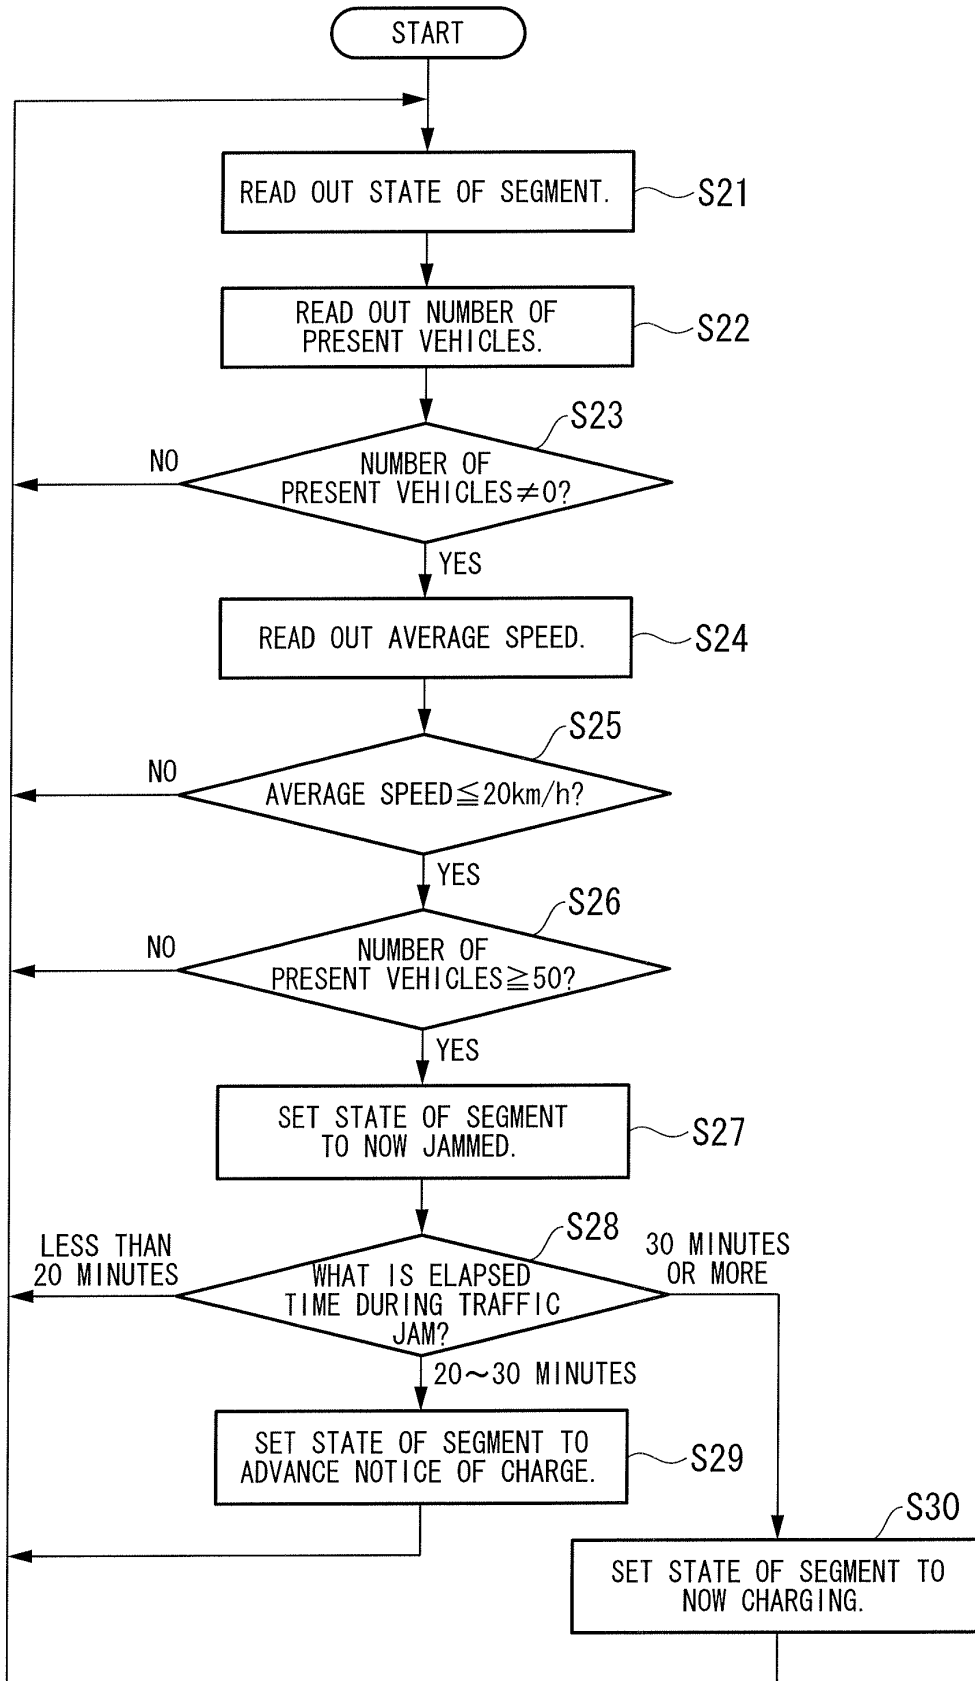 START
READ OUT STATE OF SEGMENT.
S21
READ OUT NUMBER OF
PRESENT VEHICLES.
S22
S23
NUMBER OF
PRESENT VEHICLES≠0?
NO
YES
READ OUT AVERAGE SPEED.
S24
S25
AVERAGE SPEED≦20km/h?
NO
YES
S26
NUMBER OF
PRESENT VEHICLES≧50?
NO
YES
SET STATE OF SEGMENT
TO NOW JAMMED.
S27
S28
WHAT IS ELAPSED
TIME DURING TRAFFIC
JAM?
LESS THAN
20 MINUTES
30 MINUTES
OR MORE
20～30 MINUTES
SET STATE OF SEGMENT TO
ADVANCE NOTICE OF CHARGE.
S29
S30
SET STATE OF SEGMENT TO
NOW CHARGING.